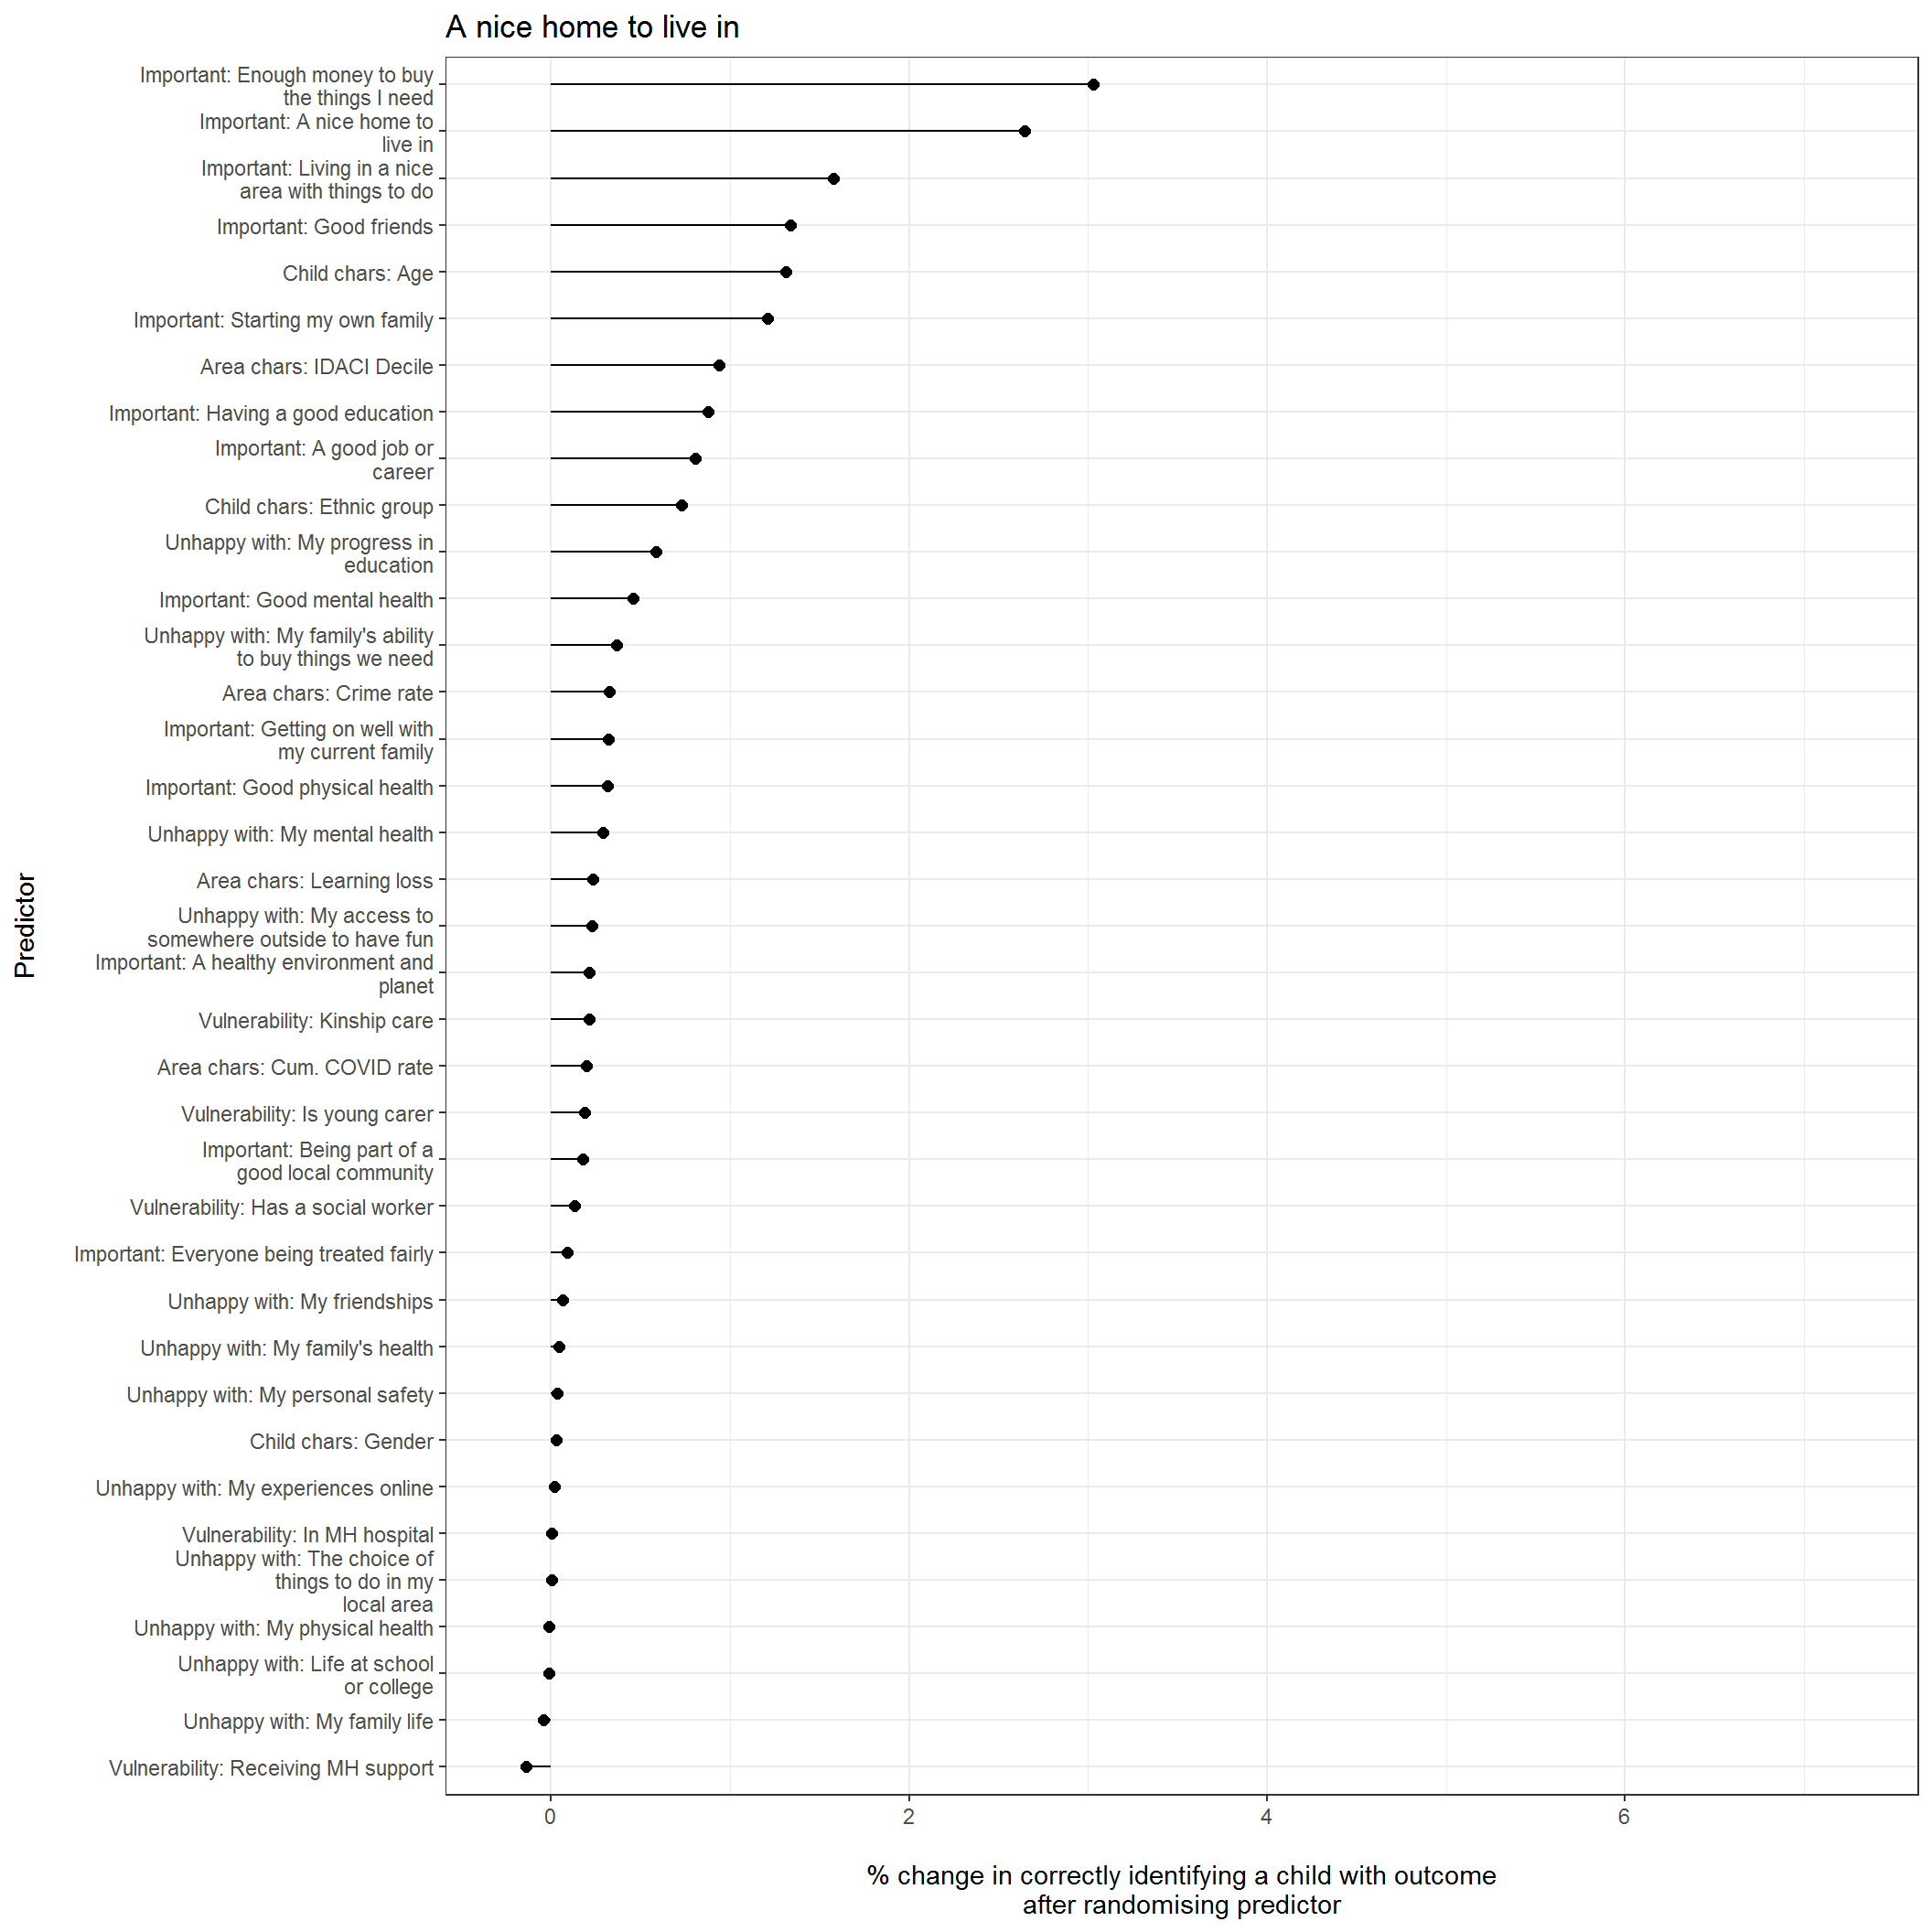 A nice home to live in
Important: Enough money to buy
the things I need
Important: A nice home to
live in
Important: Living in a nice
area with things to do
Important: Good friends
Child chars: Age
Important: Starting my own family
Area chars: IDACI Decile
Important: Having a good education
Important: A good job or
career
Child chars: Ethnic group
Unhappy with: My progress in
education
Important: Good mental health
Unhappy with: My family's ability
to buy things we need
Area chars: Crime rate
Important: Getting on well with
my current family
Important: Good physical health
Unhappy with: My mental health
Area chars: Learning loss
Unhappy with: My access to
somewhere outside to have fun
Important: A healthy environment and
planet
Vulnerability: Kinship care
Area chars: Cum. COVID rate
Vulnerability: Is young carer
Important: Being part of a
good local community
Vulnerability: Has a social worker
Important: Everyone being treated fairly
Unhappy with: My friendships
Unhappy with: My family's health
Unhappy with: My personal safety
Child chars: Gender
Unhappy with: My experiences online
Vulnerability: In MH hospital
Unhappy with: The choice of
things to do in my
local area
Unhappy with: My physical health
Unhappy with: Life at school
or college
Unhappy with: My family life
Vulnerability: Receiving MH support
Predictor
0 2 4 6
% change in correctly identifying a child with outcome
after randomising predictor